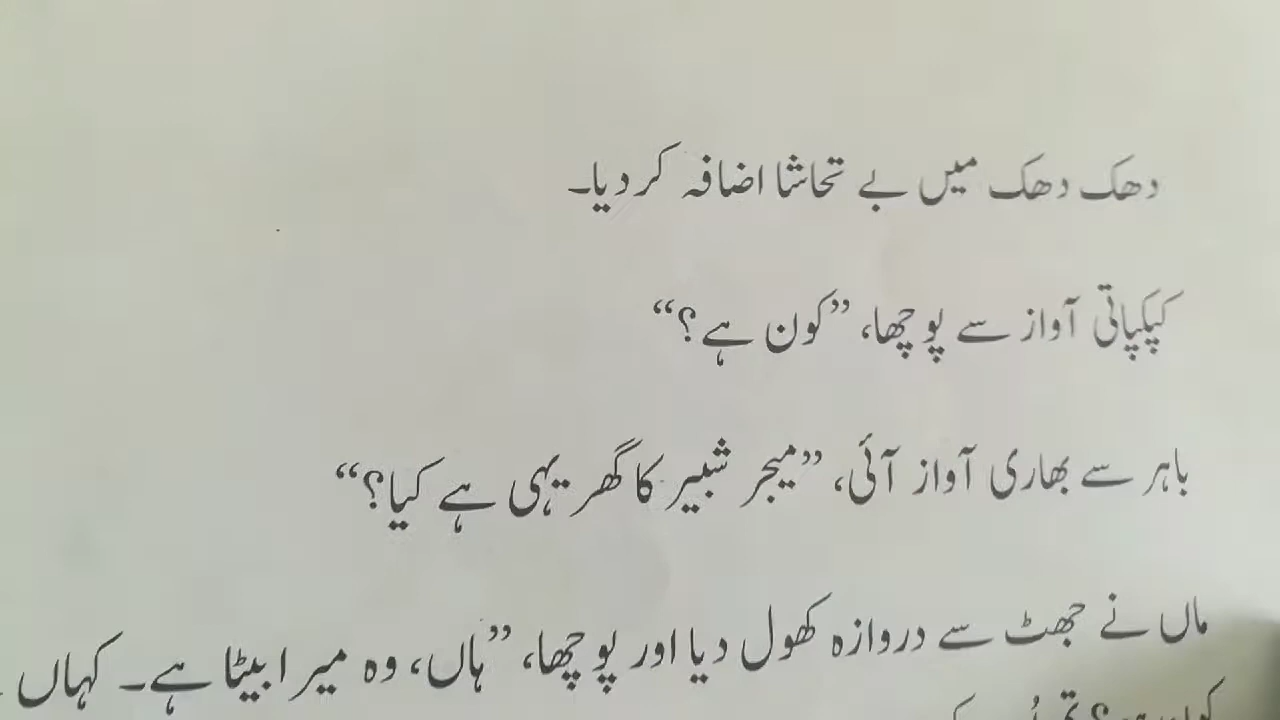 دھک دھک میں بے تحاشا اضافہ کر دیا۔
کپکپاتی آواز سے پوچھا، ”کون ہے؟“
باہر سے بھاری آواز آئی، ”میجر شبیر کا گھر یہی ہے کیا؟“
ماں نے جھٹ سے دروازہ کھول دیا اور پوچھا، ”ہاں، وہ میرا بیٹا ہے۔ کہاں